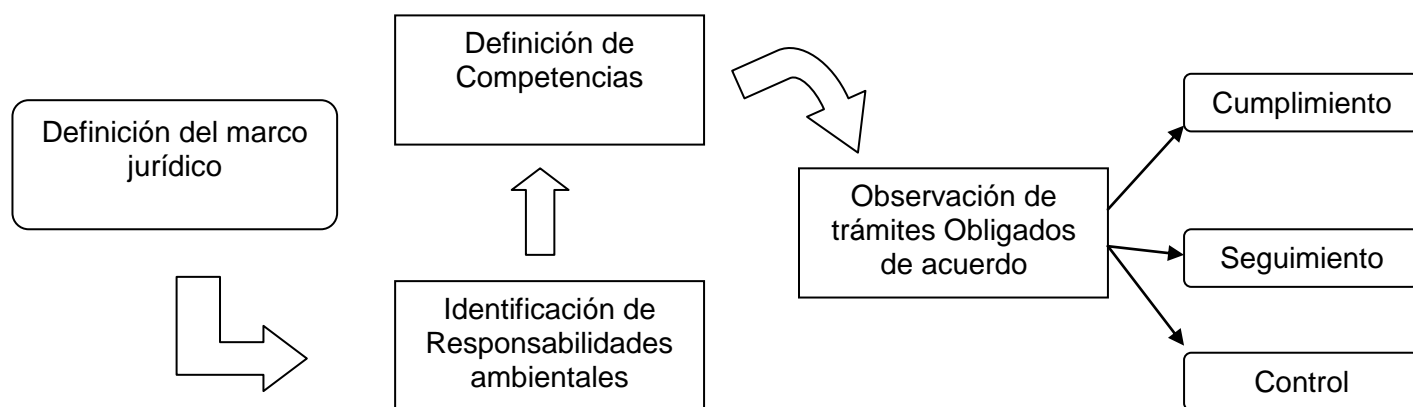 Definición del marco
jurídico
Identificación de
Responsabilidades
ambientales
Definición de
Competencias
Observación de
trámites Obligados
de acuerdo
Cumplimiento
Seguimiento
Control